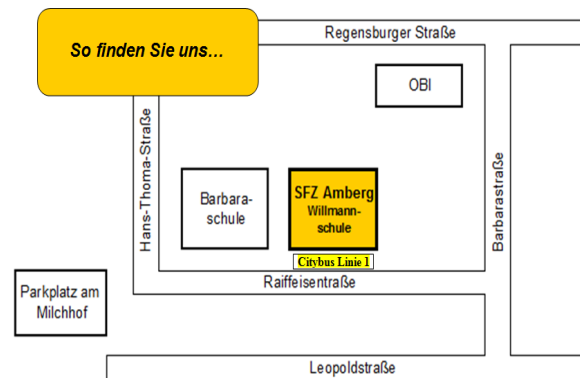 So finden Sie uns...
Regensburger Straße
OBI
Hans-Thoma-Straße
Barbara-
schule
SFZ Amberg
Willmann-
schule
Barbarastraße
Citybus Linie 1
Raiffeisentraße
Parkplatz am
Milchhof
Leopoldstraße